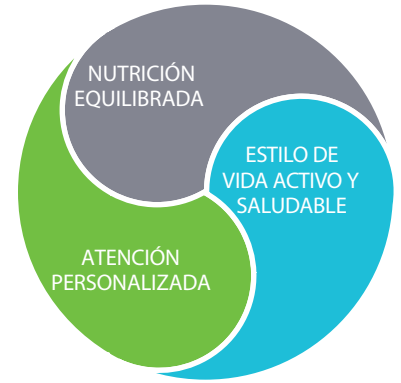 NUTRICIÓN
EQUILIBRADA
ESTILO DE
VIDA ACTIVO Y
SALUDABLE
ATENCIÓN
PERSONALIZADA